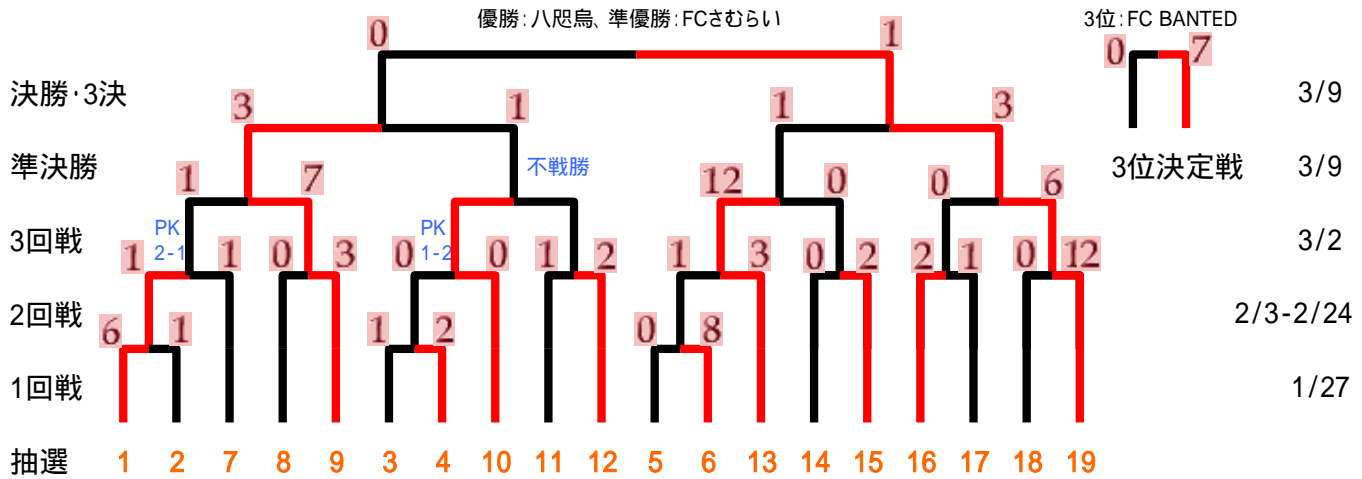 優勝：八咫烏、準優勝：FCさむらい
3位：FC BANTED
0 1 0 7
決勝・3決 3/9
3 1 1 3
準決勝 不戦勝 3位決定戦 3/9
1 7 12 0 0 6
3回戦 PK 2-1 PK 1-2 3/2
1 1 0 3 0 0 1 2 1 3 0 2 2 1 0 12
2回戦 2/3-2/24
6 1 1 2 0 8
1回戦 1/27
抽選 1 2 7 8 9 3 4 10 11 12 5 6 13 14 15 16 17 18 19